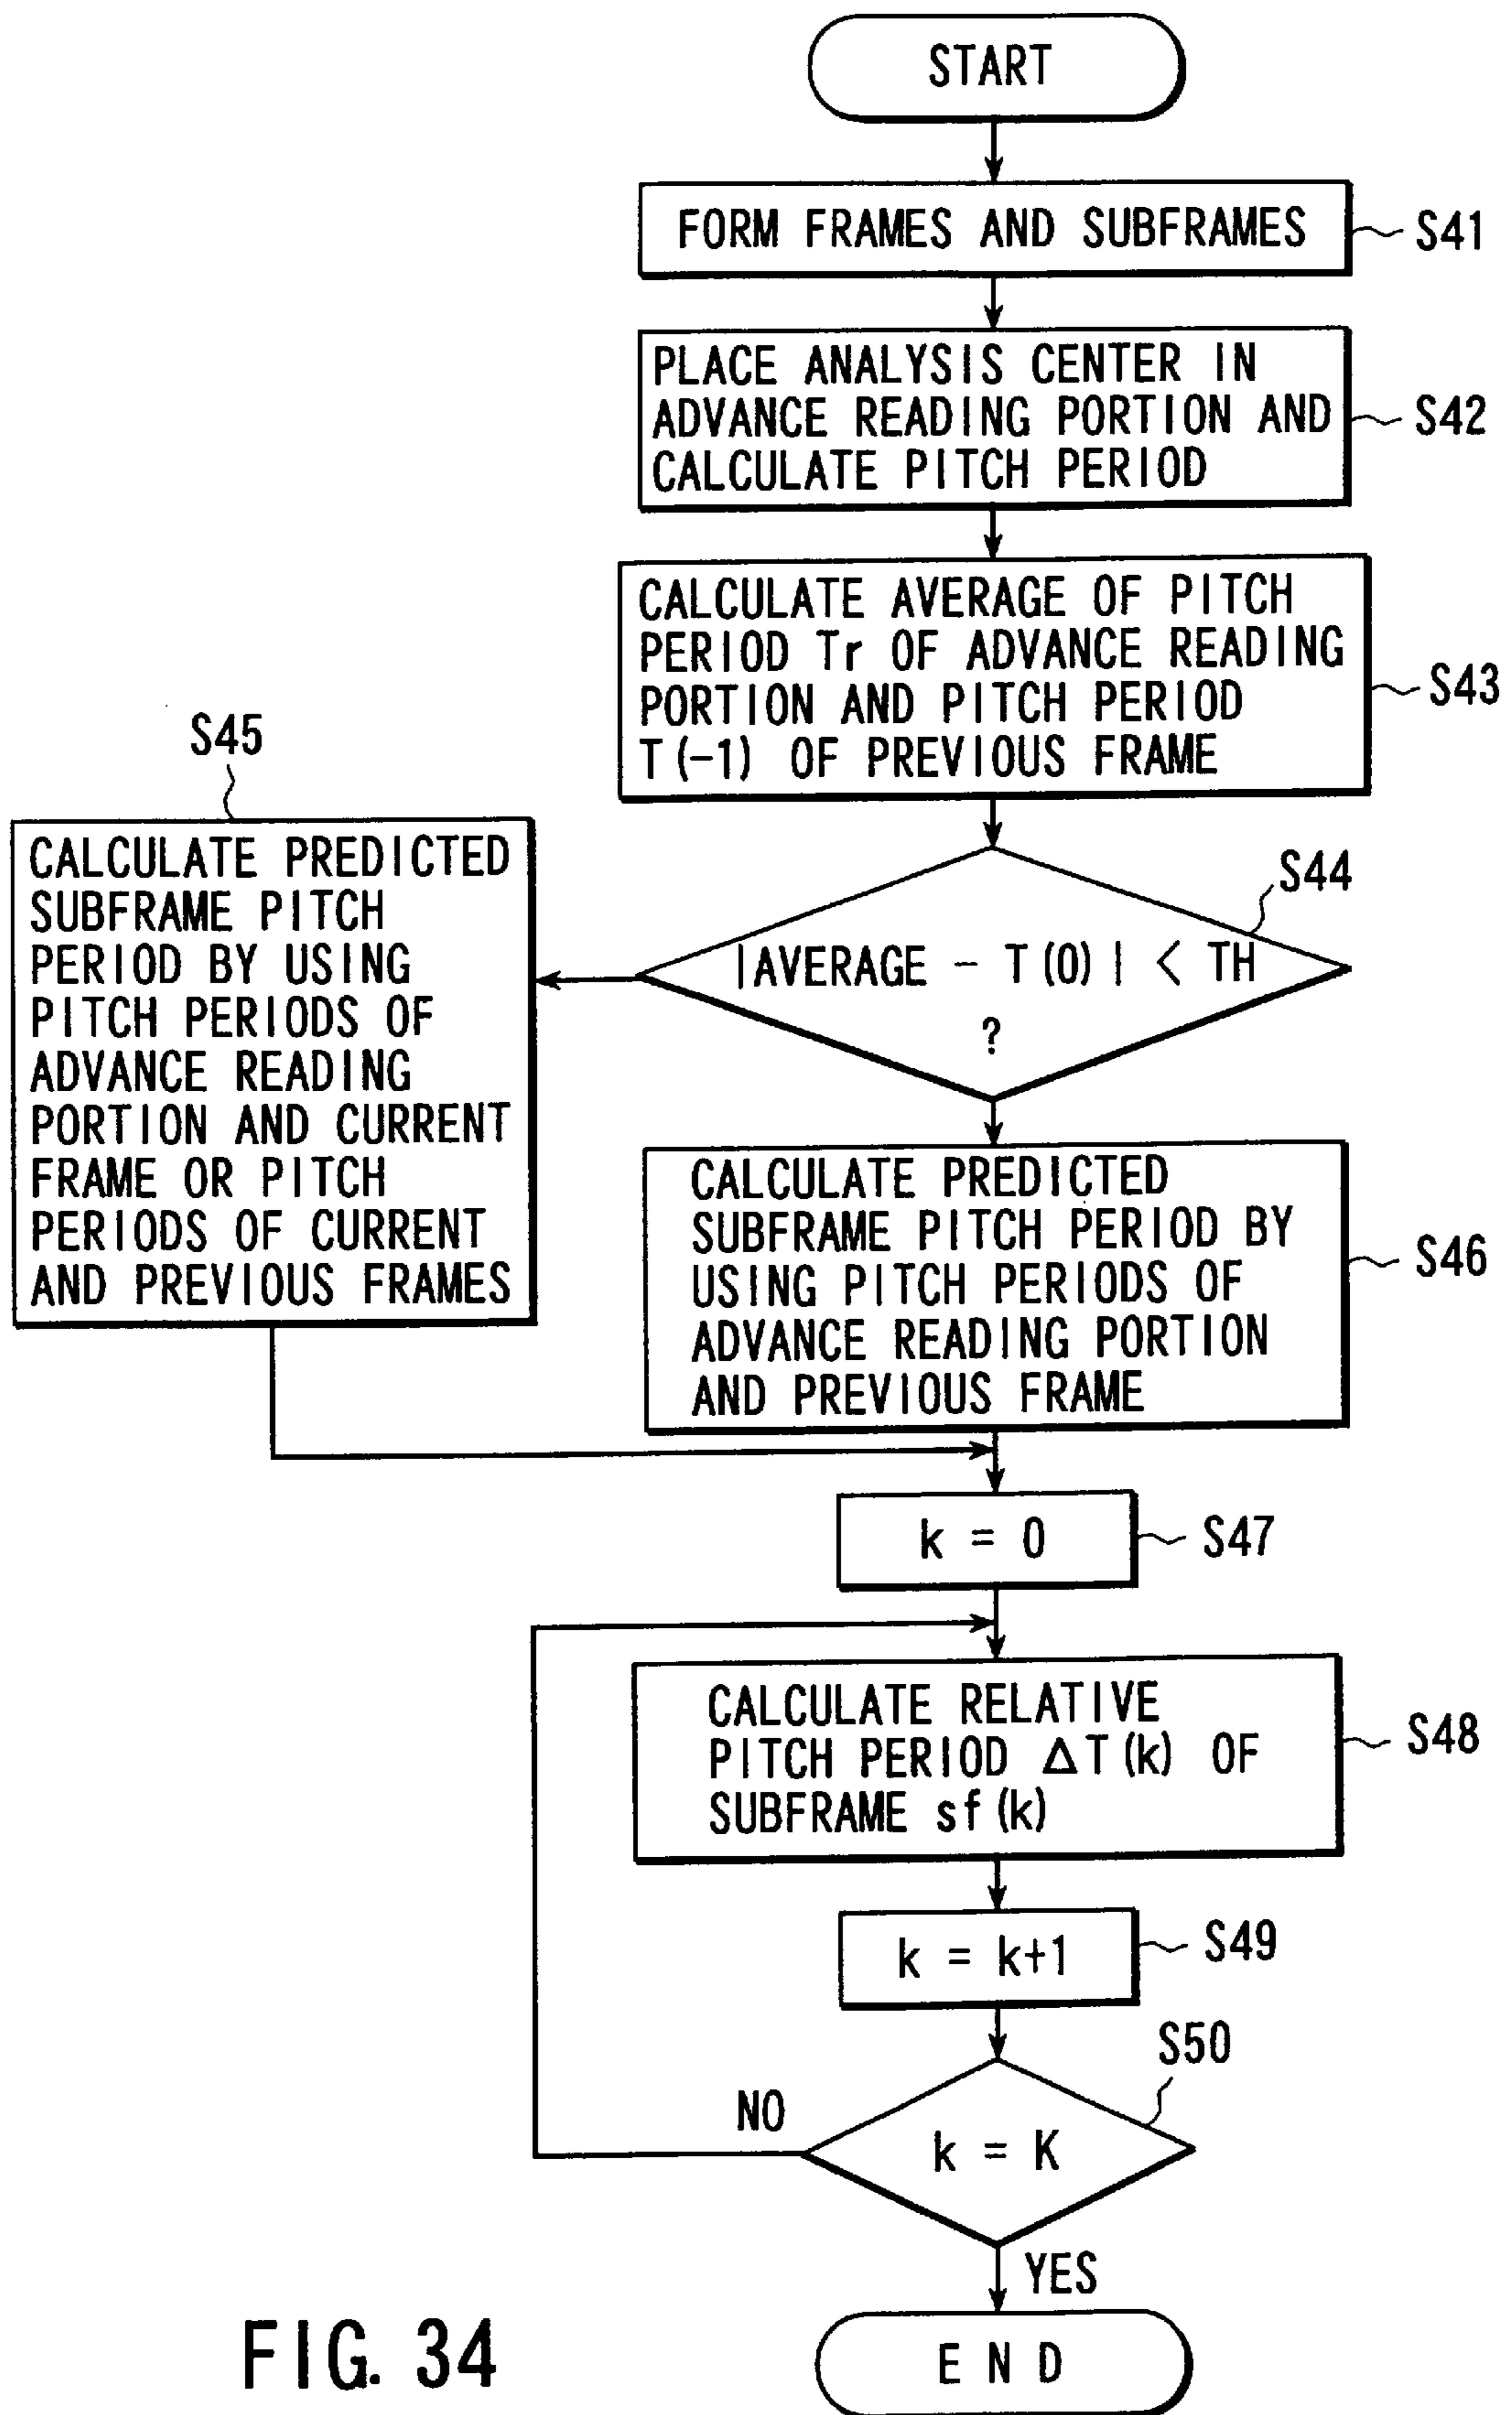 START
FORM FRAMES AND SUBFRAMES
S41
PLACE ANALYSIS CENTER IN
ADVANCE READING PORTION AND
CALCULATE PITCH PERIOD
S42
CALCULATE AVERAGE OF PITCH
PERIOD Tr OF ADVANCE READING
PORTION AND PITCH PERIOD
T(-1) OF PREVIOUS FRAME
S43
S44
|AVERAGE - T(0)| < TH
?
S45
CALCULATE PREDICTED
SUBFRAME PITCH
PERIOD BY USING
PITCH PERIODS OF
ADVANCE READING
PORTION AND CURRENT
FRAME OR PITCH
PERIODS OF CURRENT
AND PREVIOUS FRAMES
CALCULATE PREDICTED
SUBFRAME PITCH PERIOD BY
USING PITCH PERIODS OF
ADVANCE READING PORTION
AND PREVIOUS FRAME
S46
k = 0
S47
CALCULATE RELATIVE
PITCH PERIOD ΔT(k) OF
SUBFRAME sf(k)
S48
k = k+1
S49
S50
k = K
NO
YES
END
FIG. 34